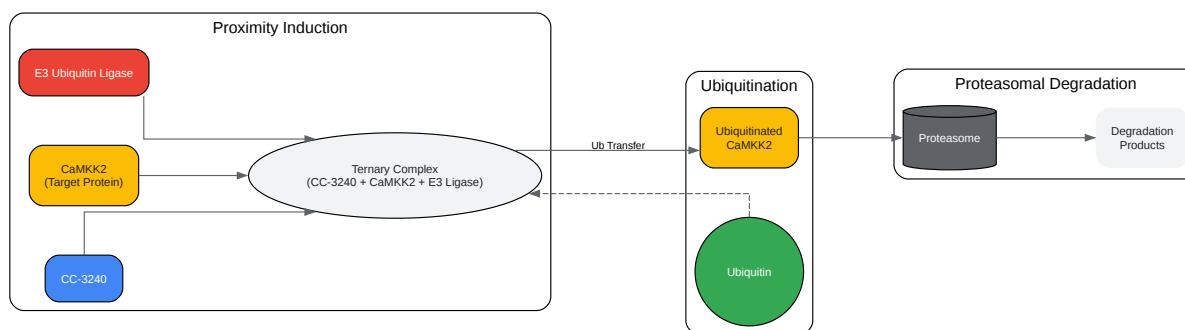 Proximity Induction
E3 Ubiquitin Ligase
CaMKK2
(Target Protein)
CC-3240
Ternary Complex
(CC-3240 + CaMKK2 + E3 Ligase)
Ub Transfer
Ubiquitination
Ubiquitinated
CaMKK2
Ubiquitin
Proteasomal Degradation
Proteasome
Degradation
Products